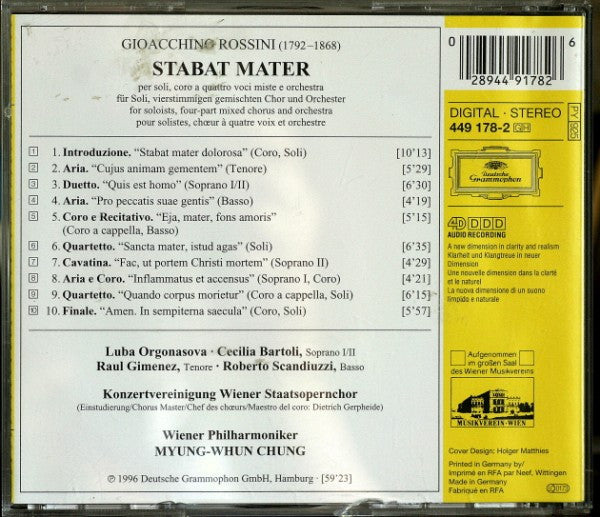 GIOACCHINO ROSSINI (1792–1868)
STABAT MATER
per soli, coro a quattro voci miste e orchestra
für Soli, vierstimmigen gemischten Chor und Orchester
for soloists, four-part mixed chorus and orchestra
pour solistes, chœur à quatre voix et orchestre
1 1. Introduzione. “Stabat mater dolorosa” (Coro, Soli) [10'13]
2 2. Aria. “Cujus animam gementem” (Tenore) [5'29]
3 3. Duetto. “Quis est homo” (Soprano I/II) [6'30]
4 4. Aria. “Pro peccatis suae gentis” (Basso) [4'19]
5 5. Coro e Recitativo. “Eja, mater, fons amoris” [5'15]
(Coro a cappella, Basso)
6 6. Quartetto. “Sancta mater, istud agas” (Soli) [6'35]
7 7. Cavatina. “Fac, ut portem Christi mortem” (Soprano II) [4'29]
8 8. Aria e Coro. “Inflammatus et accensus” (Soprano I, Coro) [4'21]
9 9. Quartetto. “Quando corpus morietur” (Coro a cappella, Soli) [6'15]
10 10. Finale. “Amen. In sempiterna saecula” (Coro, Soli) [5'57]
Luba Orgonasova · Cecilia Bartoli, Soprano I/II
Raul Gimenez, Tenore · Roberto Scandiuzzi, Basso
Konzertvereinigung Wiener Staatsopernchor
(Einstudierung/Chorus Master/Chef des chœurs/Maestro del coro: Dietrich Gerpheide)
Wiener Philharmoniker
MYUNG-WHUN CHUNG
℗ 1996 Deutsche Grammophon GmbH, Hamburg · [59'23]
0 28944 91782 6
DIGITAL · STEREO
449 178-2 GH
PY 925
Deutsche
Grammophon
4D DDD
AUDIO RECORDING
A new dimension in clarity and realism
Klarheit und Klangtreue in neuer
Dimension
Une nouvelle dimension dans la clarté
et le naturel
La nuova dimensione di un suono
limpido e naturale
Aufgenommen
im großen Saal
des Wiener Musikvereins
MUSIKVEREIN·WIEN
Cover Design: Holger Matthies
Printed in Germany by/
Imprimé en RFA par Neef, Wittingen
Made in Germany
Fabriqué en RFA